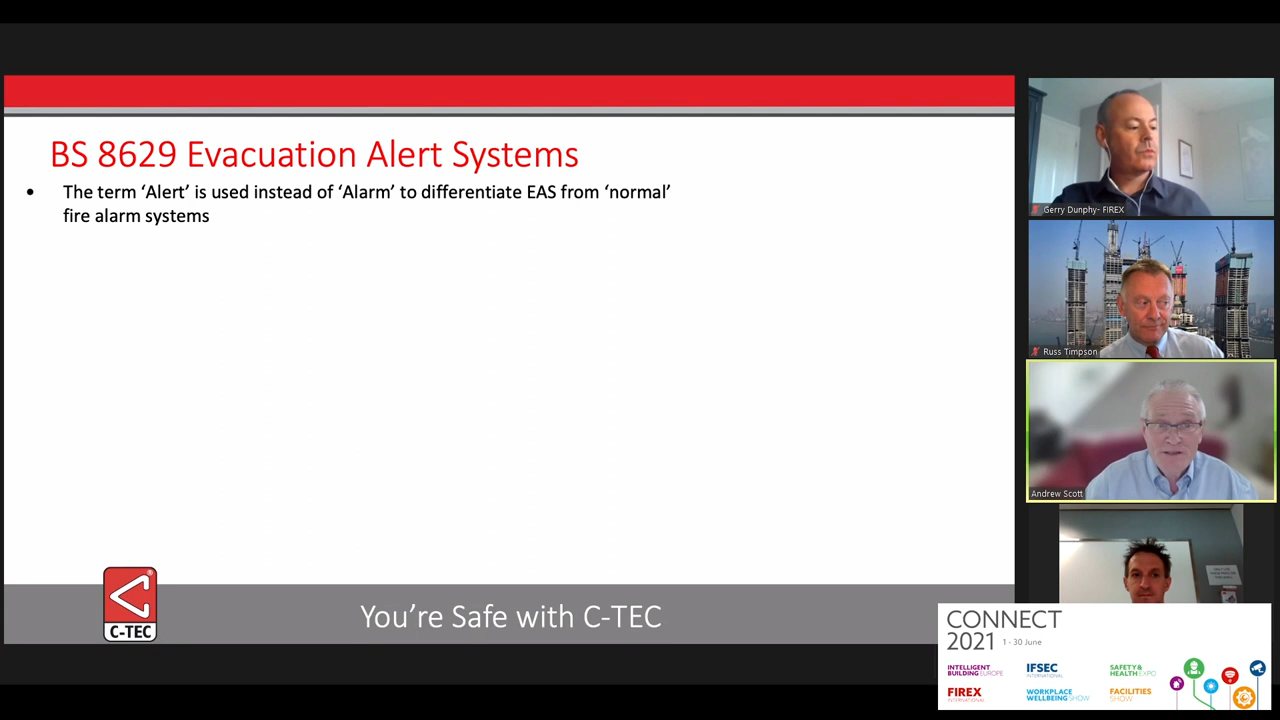 BS 8629 Evacuation Alert Systems
• The term ‘Alert’ is used instead of ‘Alarm’ to differentiate EAS from ‘normal’
fire alarm systems
®
C-TEC
You’re Safe with C-TEC
Gerry Dunphy- FIREX
Russ Timpson
Andrew Scott
CONNECT
2021 1 - 30 June
INTELLIGENT
BUILDING EUROPE
IFSEC
INTERNATIONAL
SAFETY &
HEALTH EXPO
FIREX
INTERNATIONAL
WORKPLACE
WELLBEING SHOW
FACILITIES
SHOW